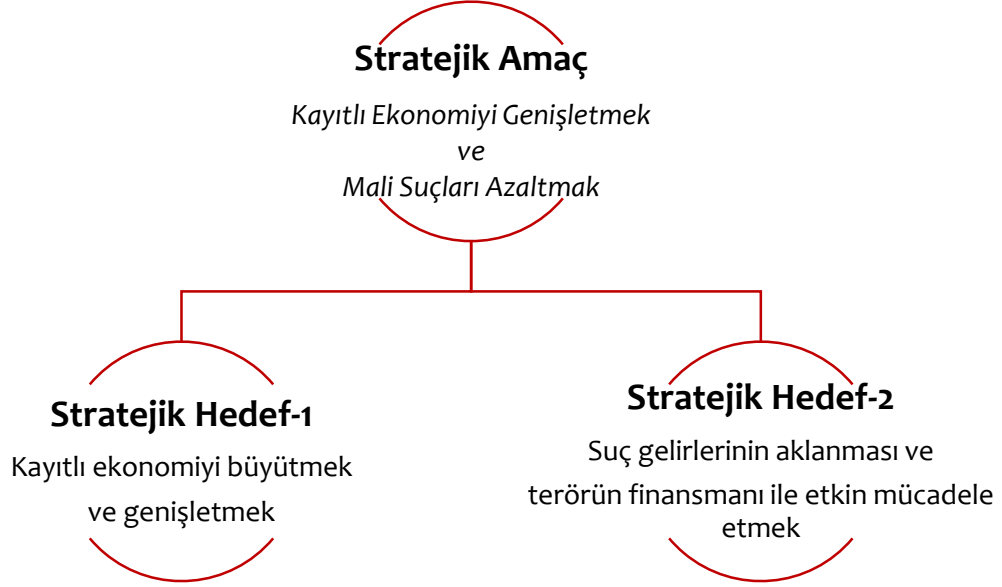 Stratejik Amaç
Kayıtlı Ekonomiyi Genişletmek
ve
Mali Suçları Azaltmak
Stratejik Hedef-1
Kayıtlı ekonomiyi büyütmek
ve genişletmek
Stratejik Hedef-2
Suç gelirlerinin aklanması ve
terörün finansmanı ile etkin mücadele
etmek